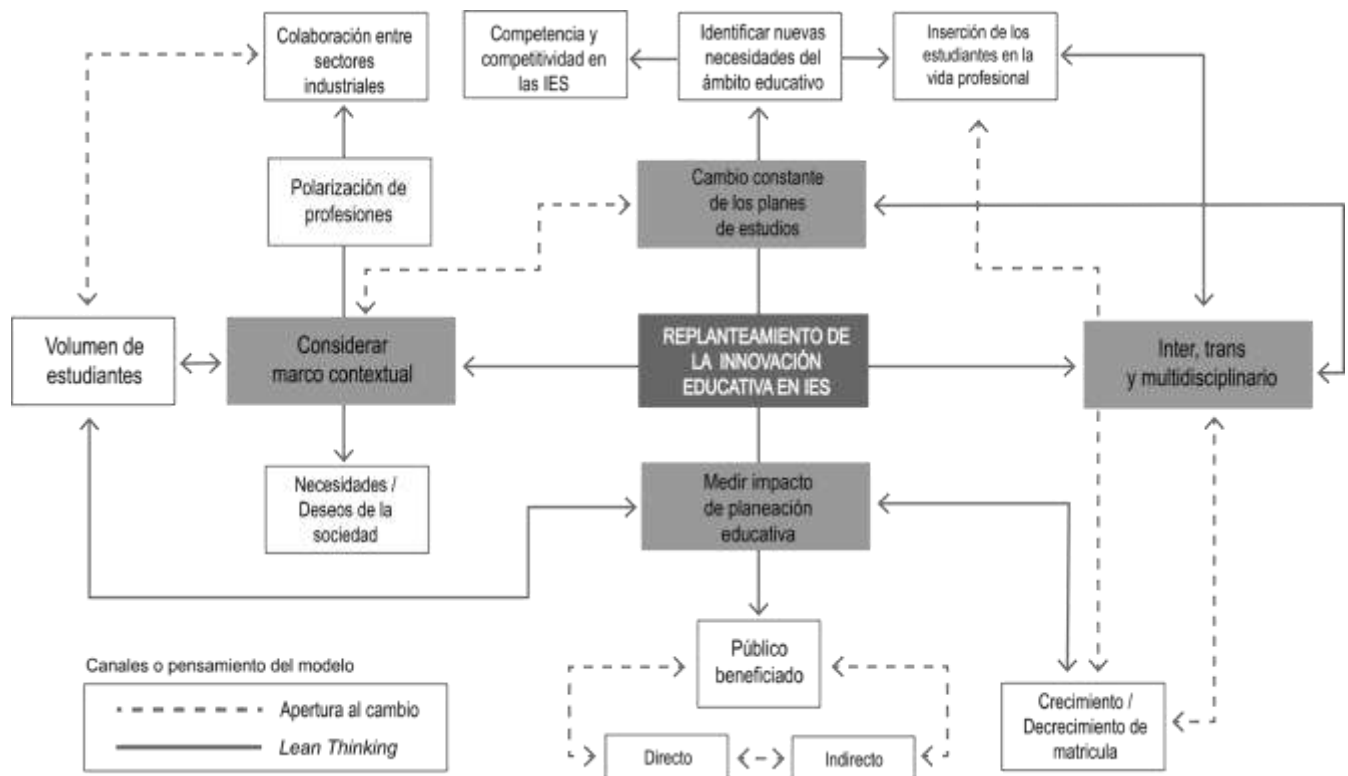 Colaboración entre
sectores
industriales
Competencia y
competitividad en
las IES
Identificar nuevas
necesidades del
ámbito educativo
Inserción de los
estudiantes en la
vida profesional
Polarización de
profesiones
Cambio constante
de los planes
de estudios
Volumen de
estudiantes
Considerar
marco contextual
REPLANTEAMIENTO DE
LA INNOVACIÓN
EDUCATIVA EN IES
Inter, trans
y multidisciplinario
Necesidades /
Deseos de la
sociedad
Medir impacto
de planeación
educativa
Público
beneficiado
Crecimiento /
Decrecimiento de
matricula
Directo
Indirecto
Canales o pensamiento del modelo
Apertura al cambio
Lean Thinking